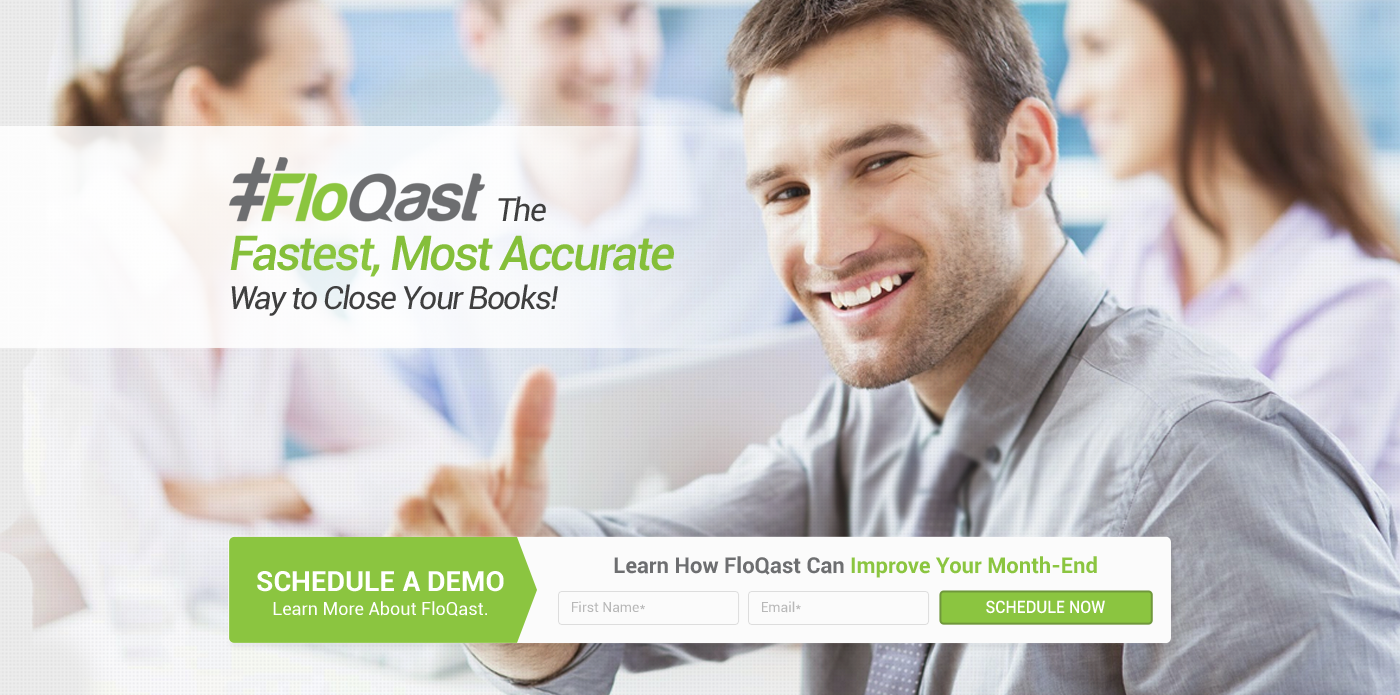 #FloQast The
Fastest, Most Accurate
Way to Close Your Books!
SCHEDULE A DEMO
Learn More About FloQast.
Learn How FloQast Can Improve Your Month-End
First Name*
Email*
SCHEDULE NOW